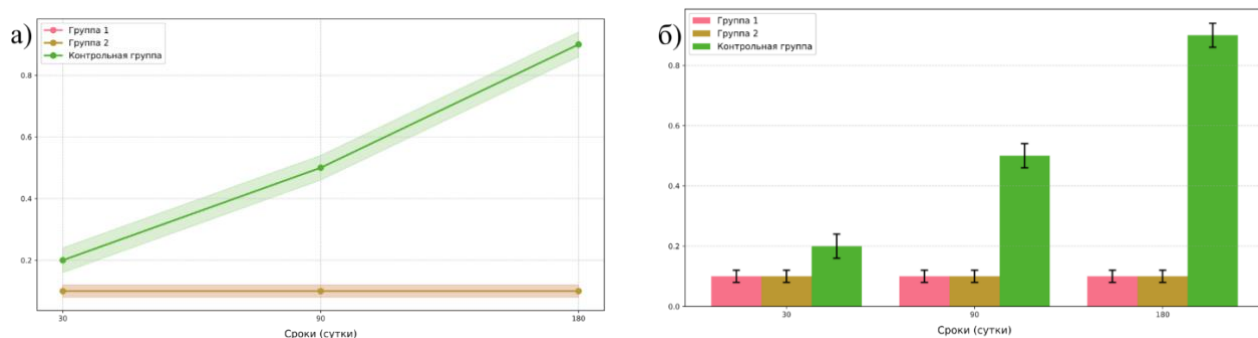 а)
Группа 1
Группа 2
Контрольная группа
0.8
0.6
0.4
0.2
30
90
180
Сроки (сутки)
б)
Группа 1
Группа 2
Контрольная группа
0.8
0.6
0.4
0.2
0.0
30
90
180
Сроки (сутки)